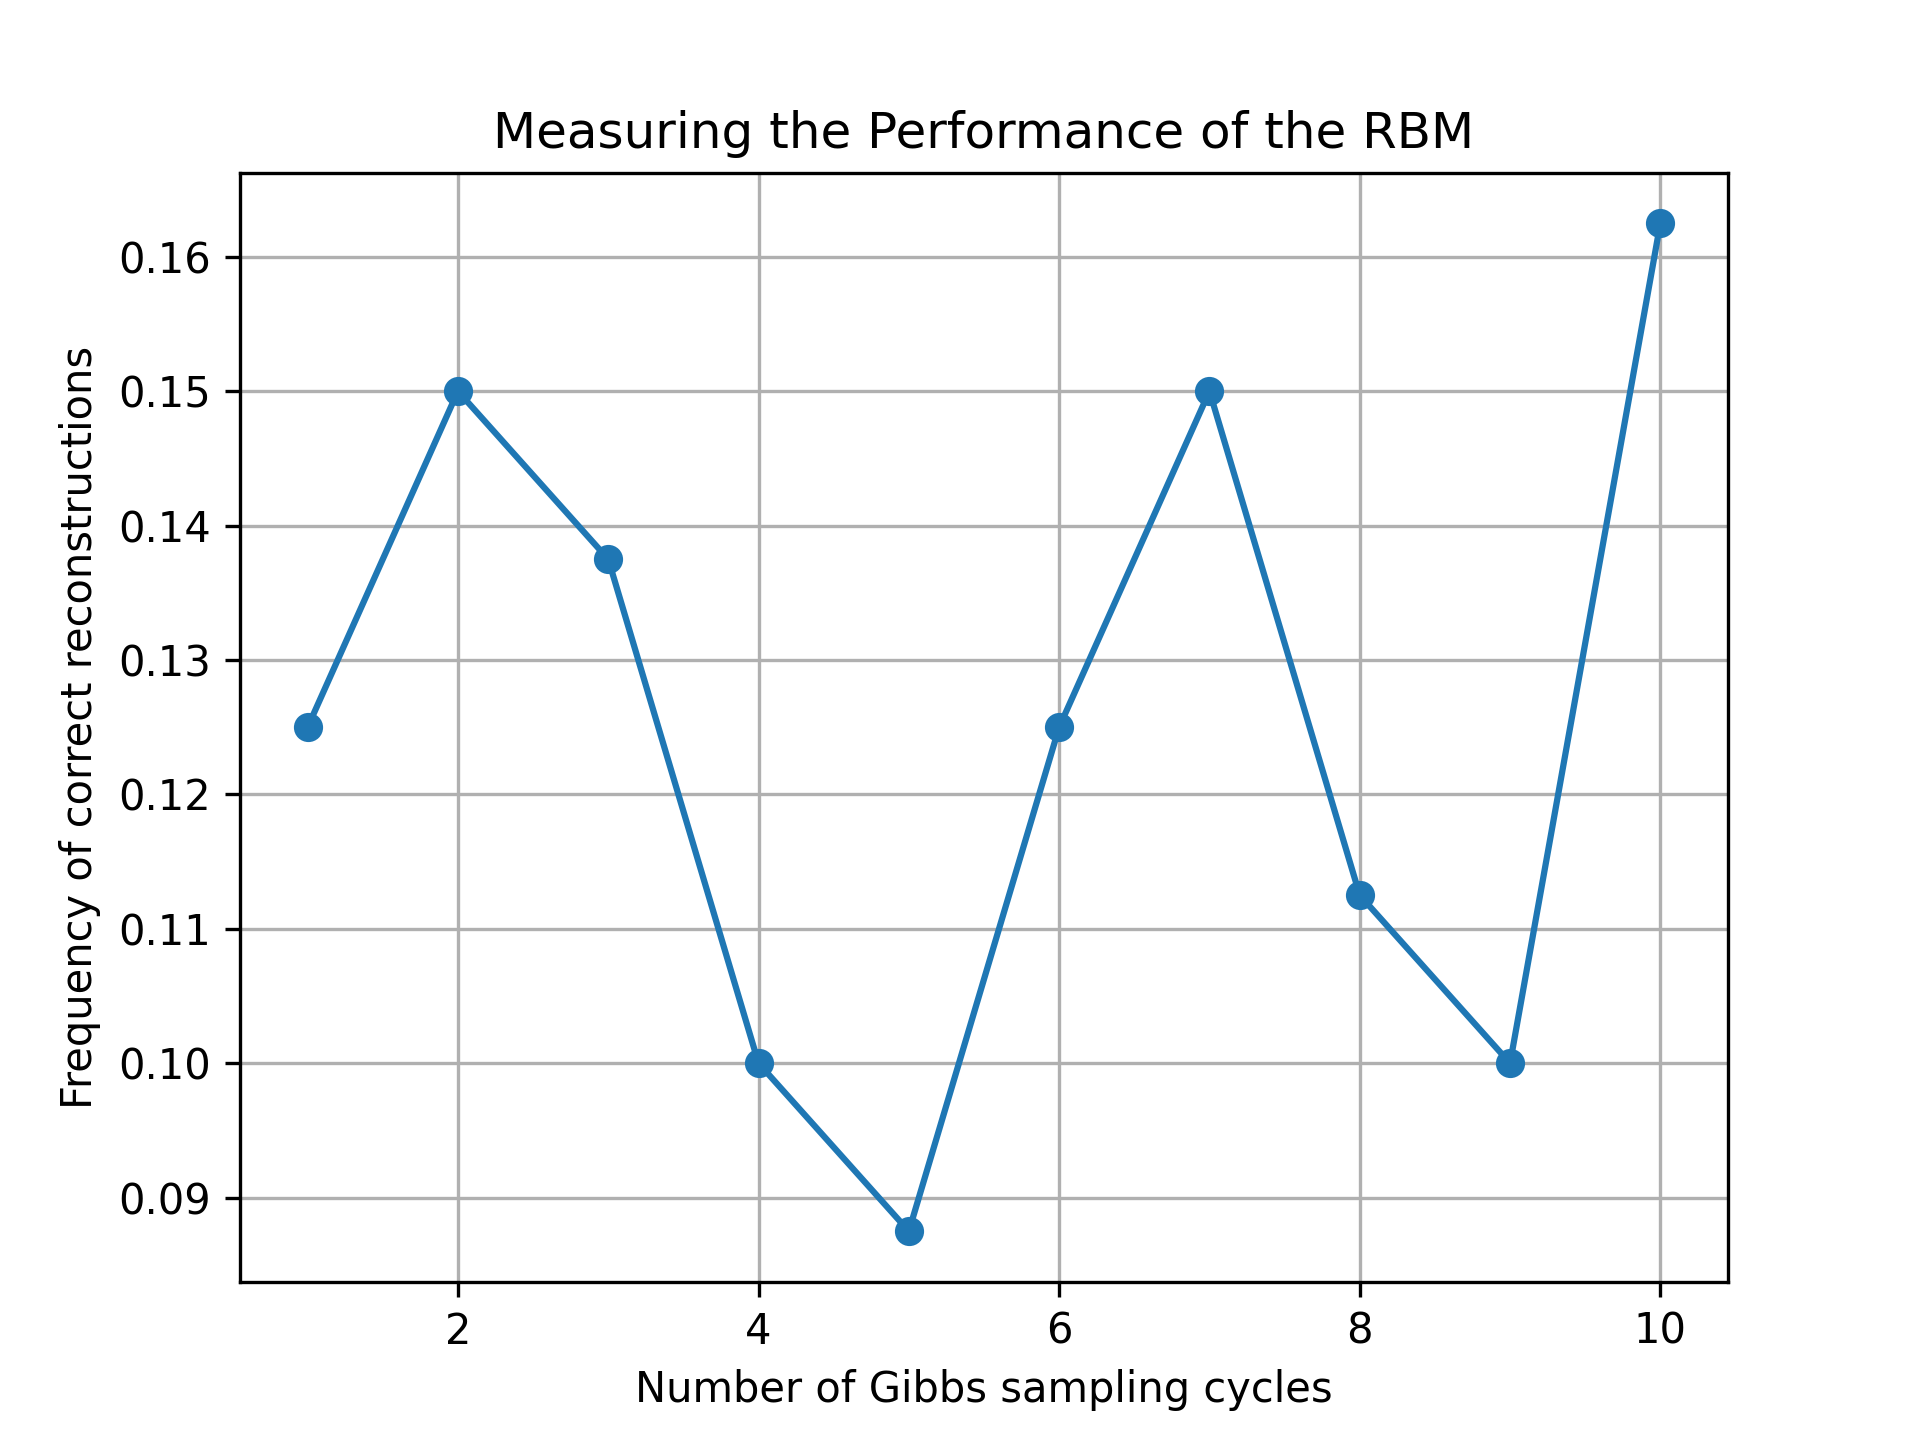 Measuring the Performance of the RBM
Frequency of correct reconstructions
0.16
0.15
0.14
0.13
0.12
0.11
0.10
0.09
2 4 6 8 10
Number of Gibbs sampling cycles